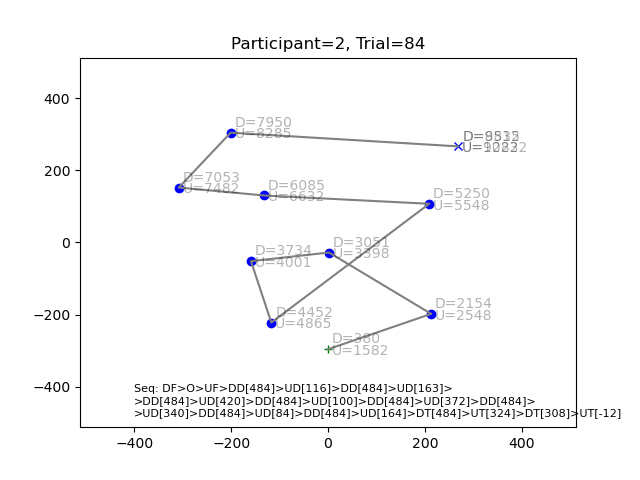 Participant=2, Trial=84
400
200
0
−200
−400
−400
−200
0
200
400
D=7950
U=8285
D=7053
U=7482
D=6085
U=6632
D=5250
U=5548
D=3051
U=3398
D=3734
U=4001
D=2154
U=2548
D=4452
U=4865
D=380
U=1582
Seq: DF>O>UF>DD[484]>UD[116]>DD[484]>UD[163]>
>DD[484]>UD[420]>DD[484]>UD[100]>DD[484]>UD[372]>DD[484]>
>UD[340]>DD[484]>UD[84]>DD[484]>UD[164]>DT[484]>UT[324]>DT[308]>UT[-12]